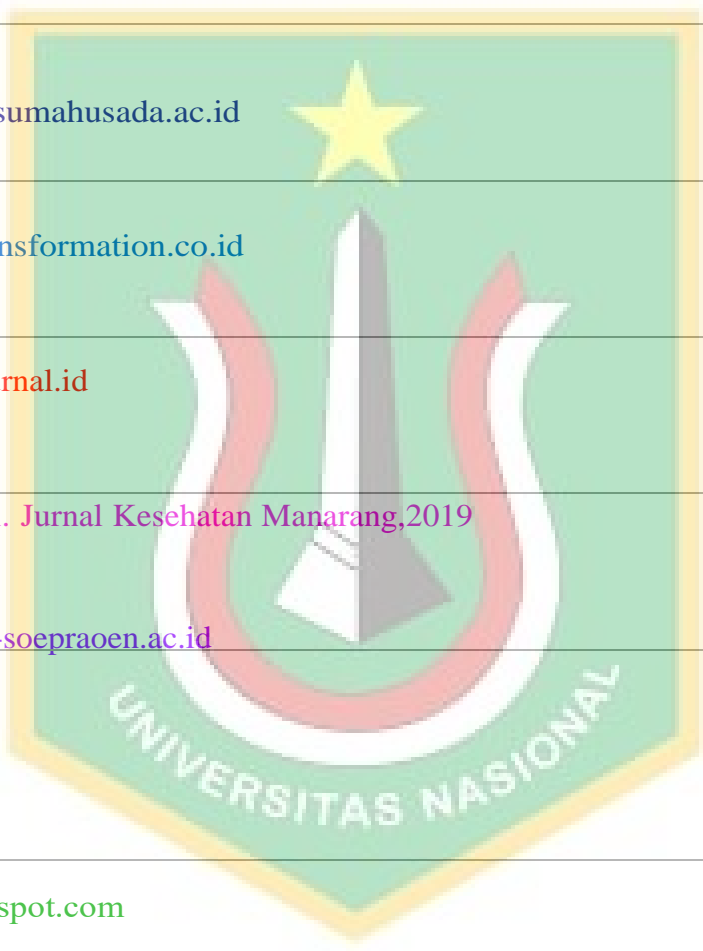 sumahusada.ac.id
nsformation.co.id
rnal.id
. Jurnal Kesehatan Manarang,2019
-soepraoen.ac.id
UNIVERSITAS NASIONAL
spot.com